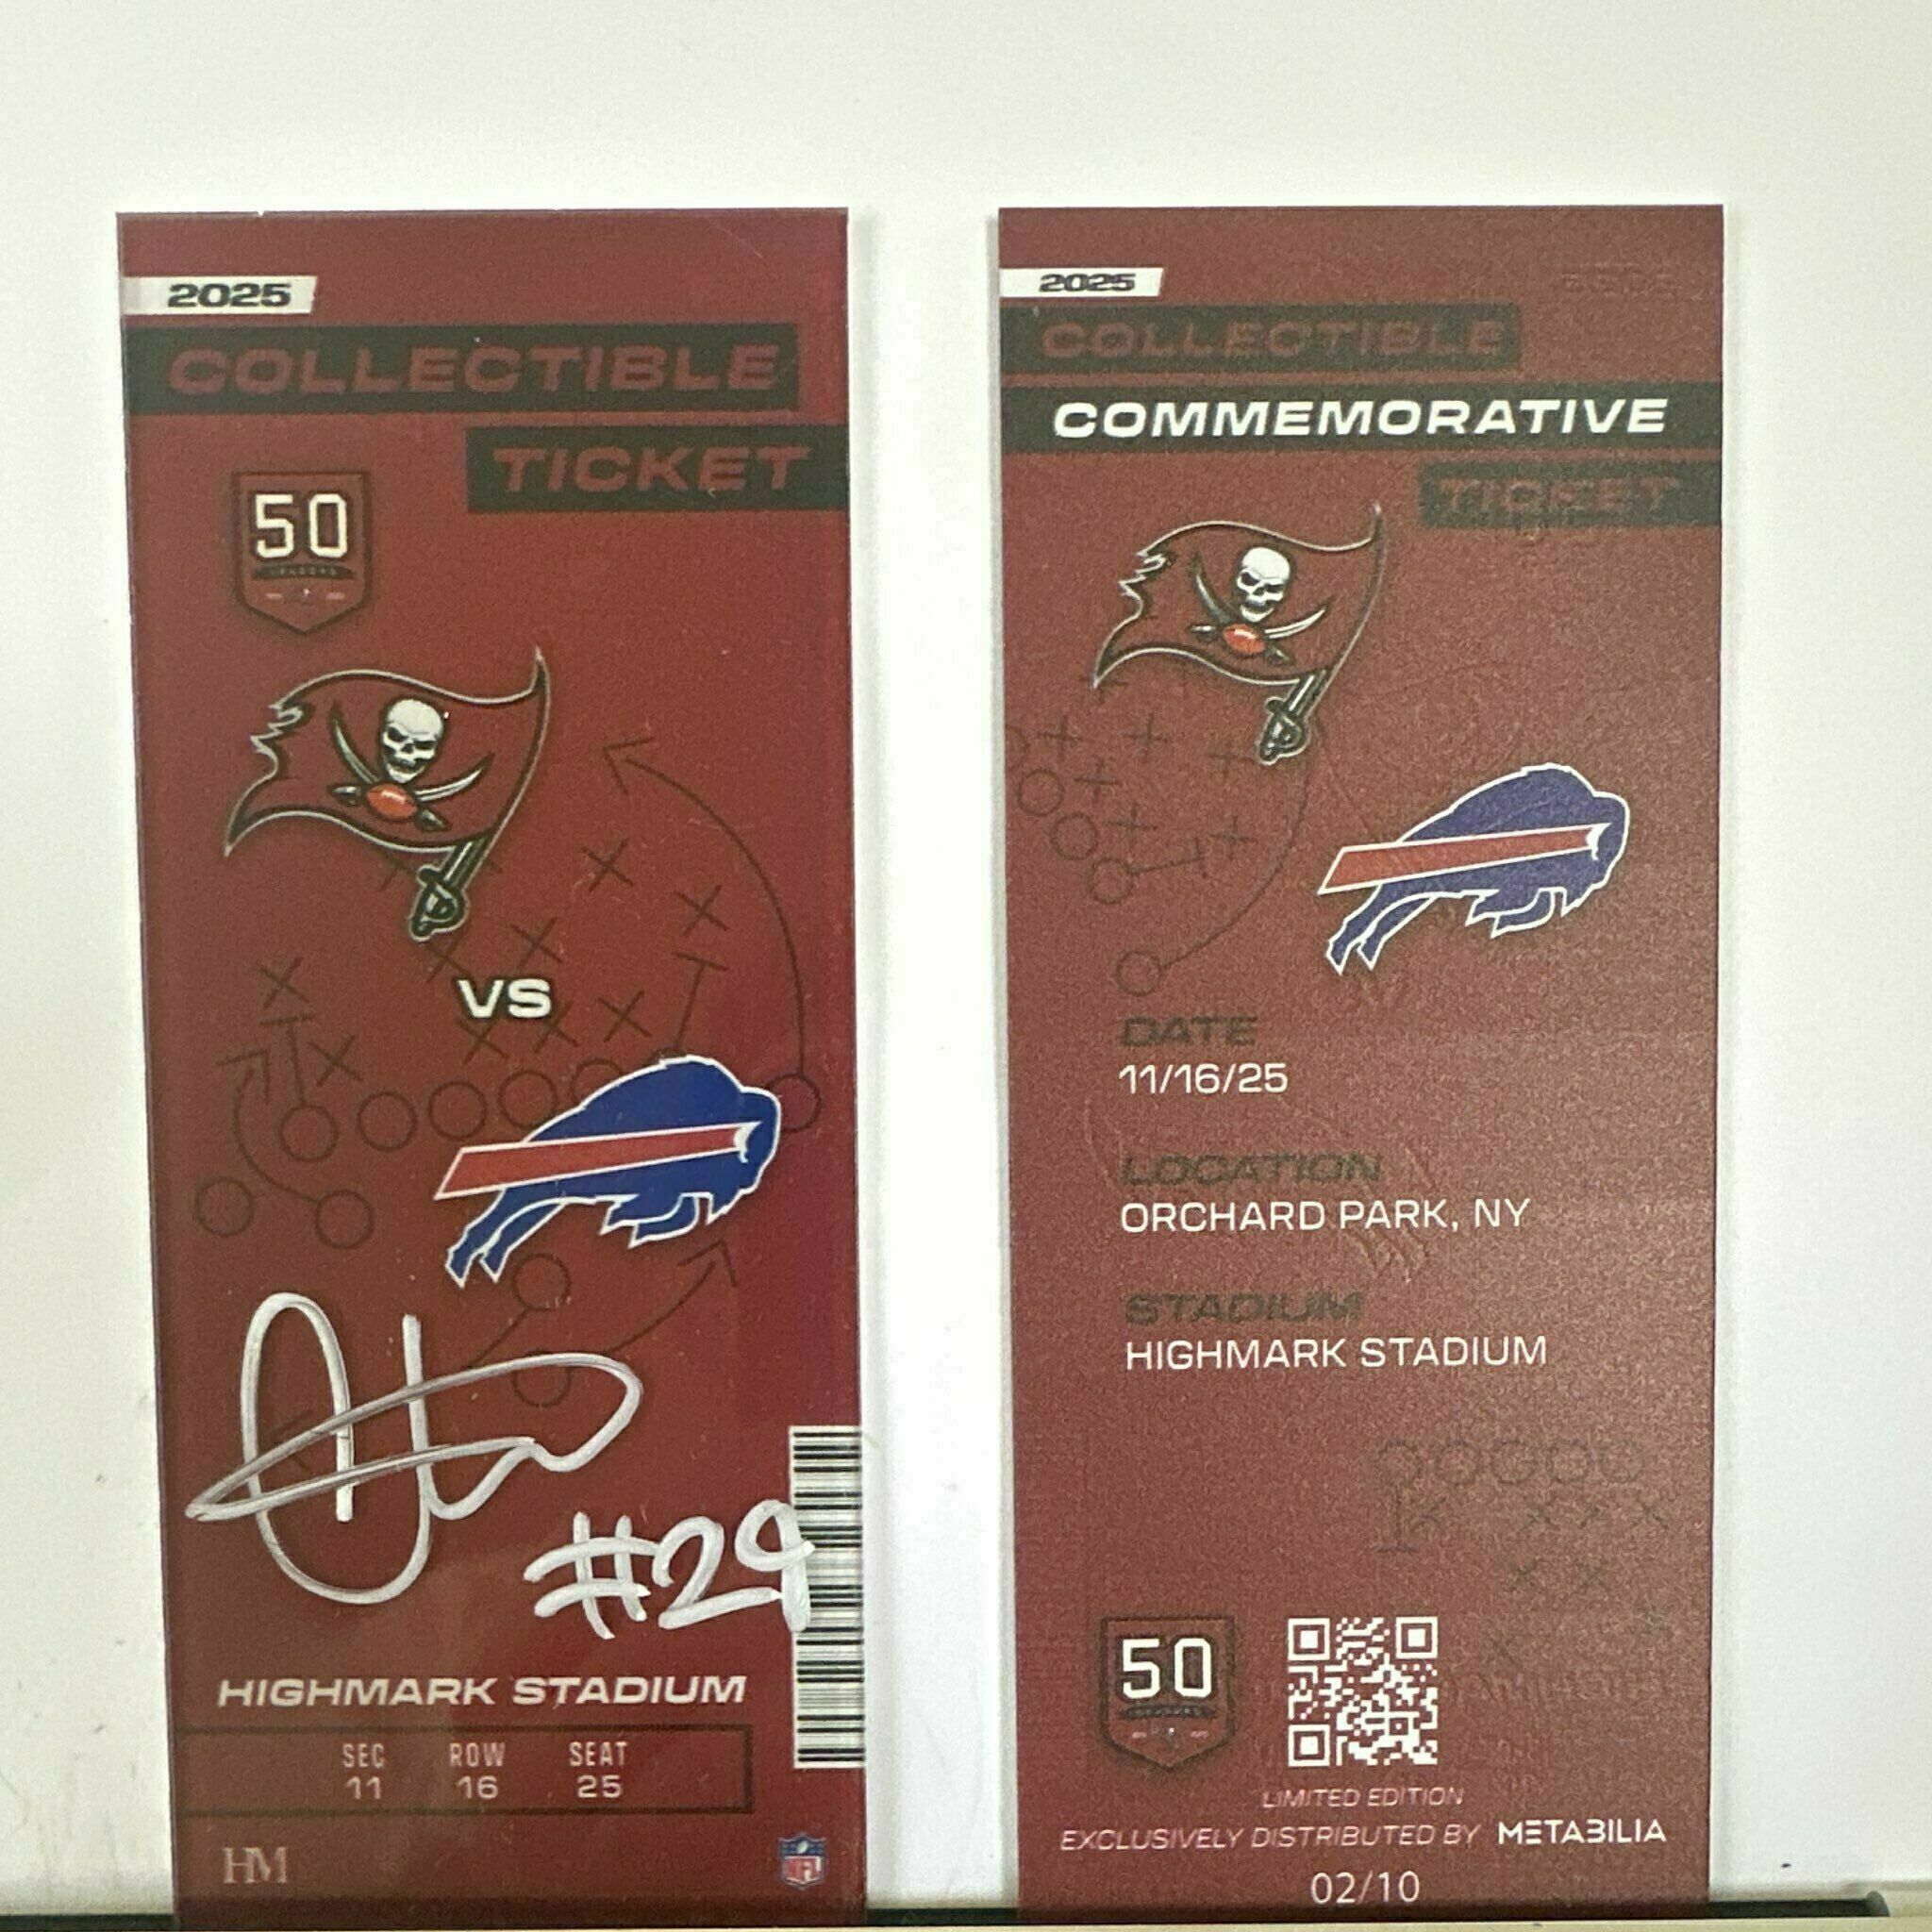 2025
COLLECTIBLE
TICKET
50
VS
#29
HIGHMARK STADIUM
SEC ROW SEAT
11 16 25
HM
NFL
2025
COLLECTIBLE
COMMEMORATIVE
TICKET
DATE
11/16/25
LOCATION
ORCHARD PARK, NY
STADIUM
HIGHMARK STADIUM
50
LIMITED EDITION
EXCLUSIVELY DISTRIBUTED BY METABILIA
02/10